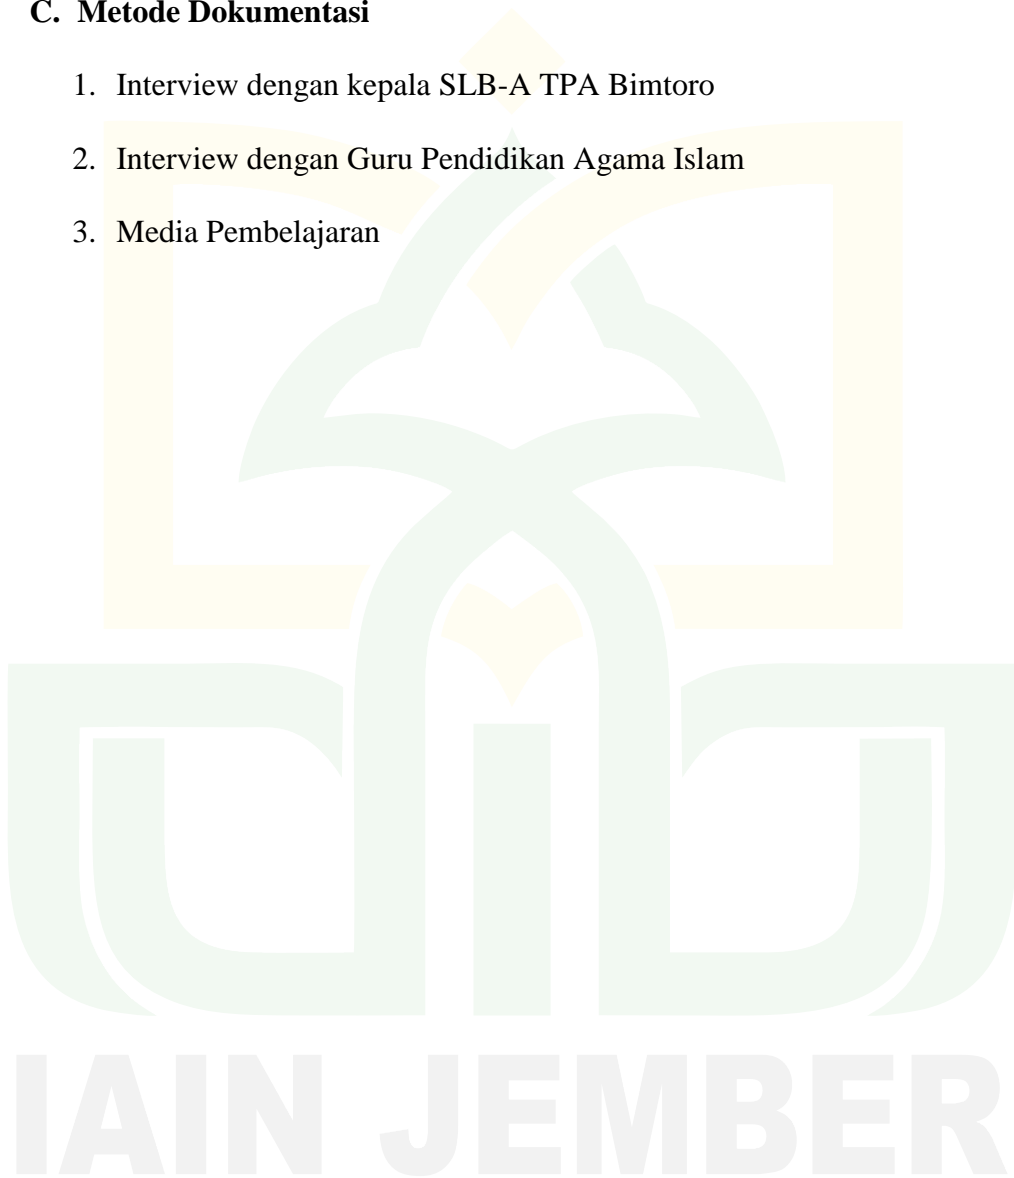 C. Metode Dokumentasi
1. Interview dengan kepala SLB-A TPA Bimtoro
2. Interview dengan Guru Pendidikan Agama Islam
3. Media Pembelajaran
IAIN JEMBER